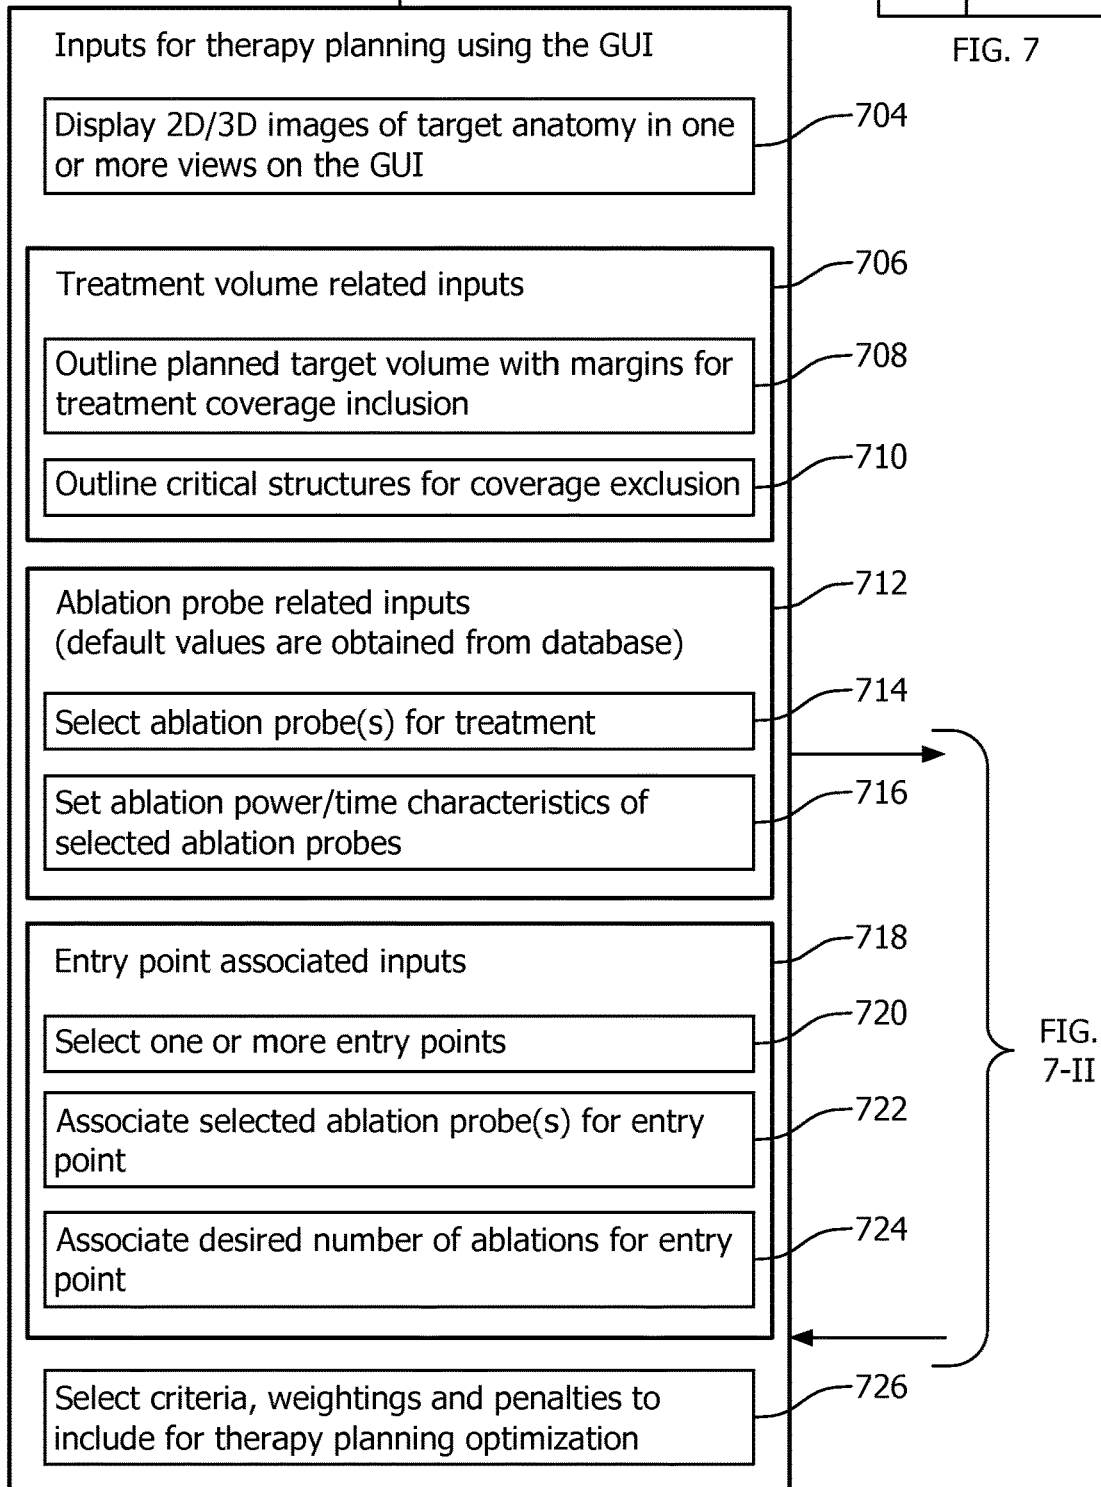 Inputs for therapy planning using the GUI
FIG. 7
Display 2D/3D images of target anatomy in one
or more views on the GUI
704
Treatment volume related inputs
706
Outline planned target volume with margins for
treatment coverage inclusion
708
Outline critical structures for coverage exclusion
710
Ablation probe related inputs
(default values are obtained from database)
712
Select ablation probe(s) for treatment
714
Set ablation power/time characteristics of
selected ablation probes
716
Entry point associated inputs
718
Select one or more entry points
720
Associate selected ablation probe(s) for entry
point
722
Associate desired number of ablations for entry
point
724
FIG.
7-II
Select criteria, weightings and penalties to
include for therapy planning optimization
726